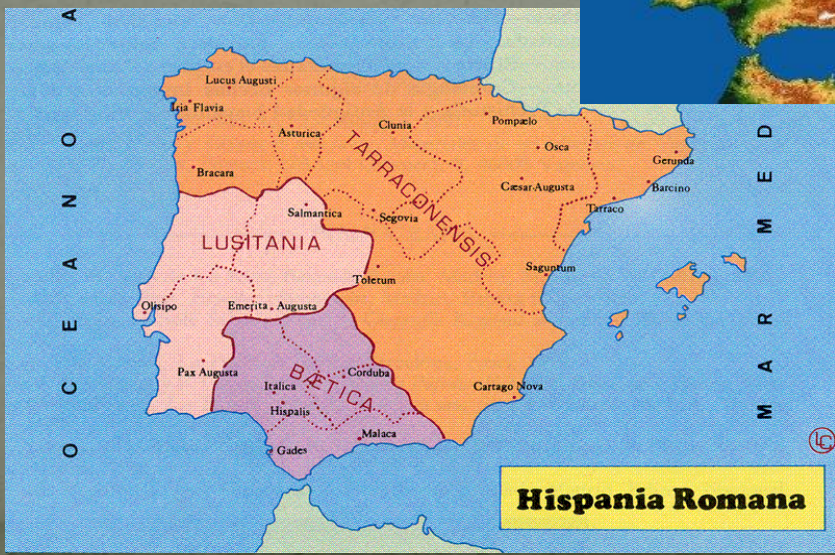 OCEANO A
MAR MED
Lucus Augusti
Iria Flavia
Asturica
Clunia
Pompælo
Osca
Gerunda
Bracara
TARRACONENSIS
Cæsar-Augusta
Barcino
Tarraco
Salmantica
Segovia
LUSITANIA
Toletum
Saguntum
Olisipo
Emerita Augusta
Pax Augusta
BÆTICA
Corduba
Italica
Cartago Nova
Hispalis
Malaca
Gades
LC
Hispania Romana